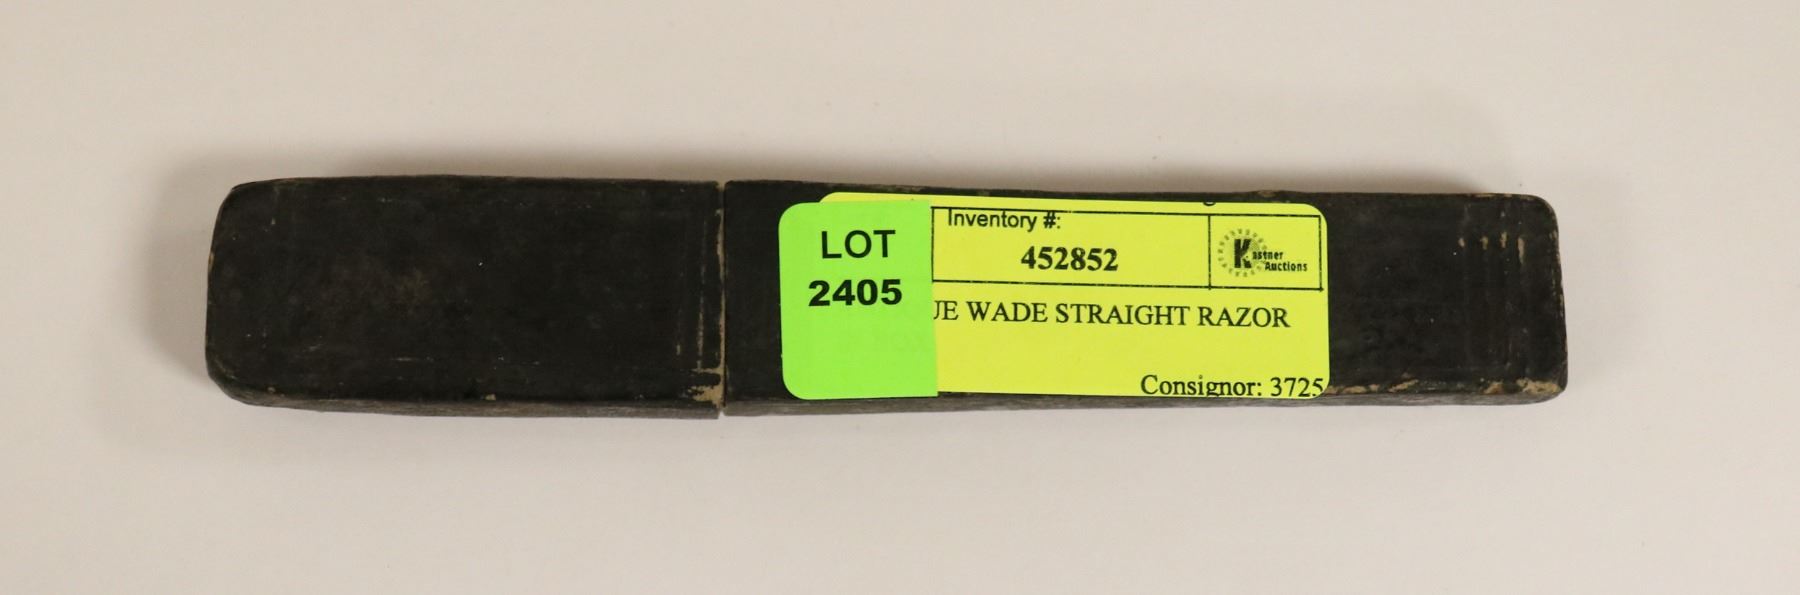 LOT
2405
Inventory #:
452852
Kastner
Auctions
UE WADE STRAIGHT RAZOR
Consignor: 3725